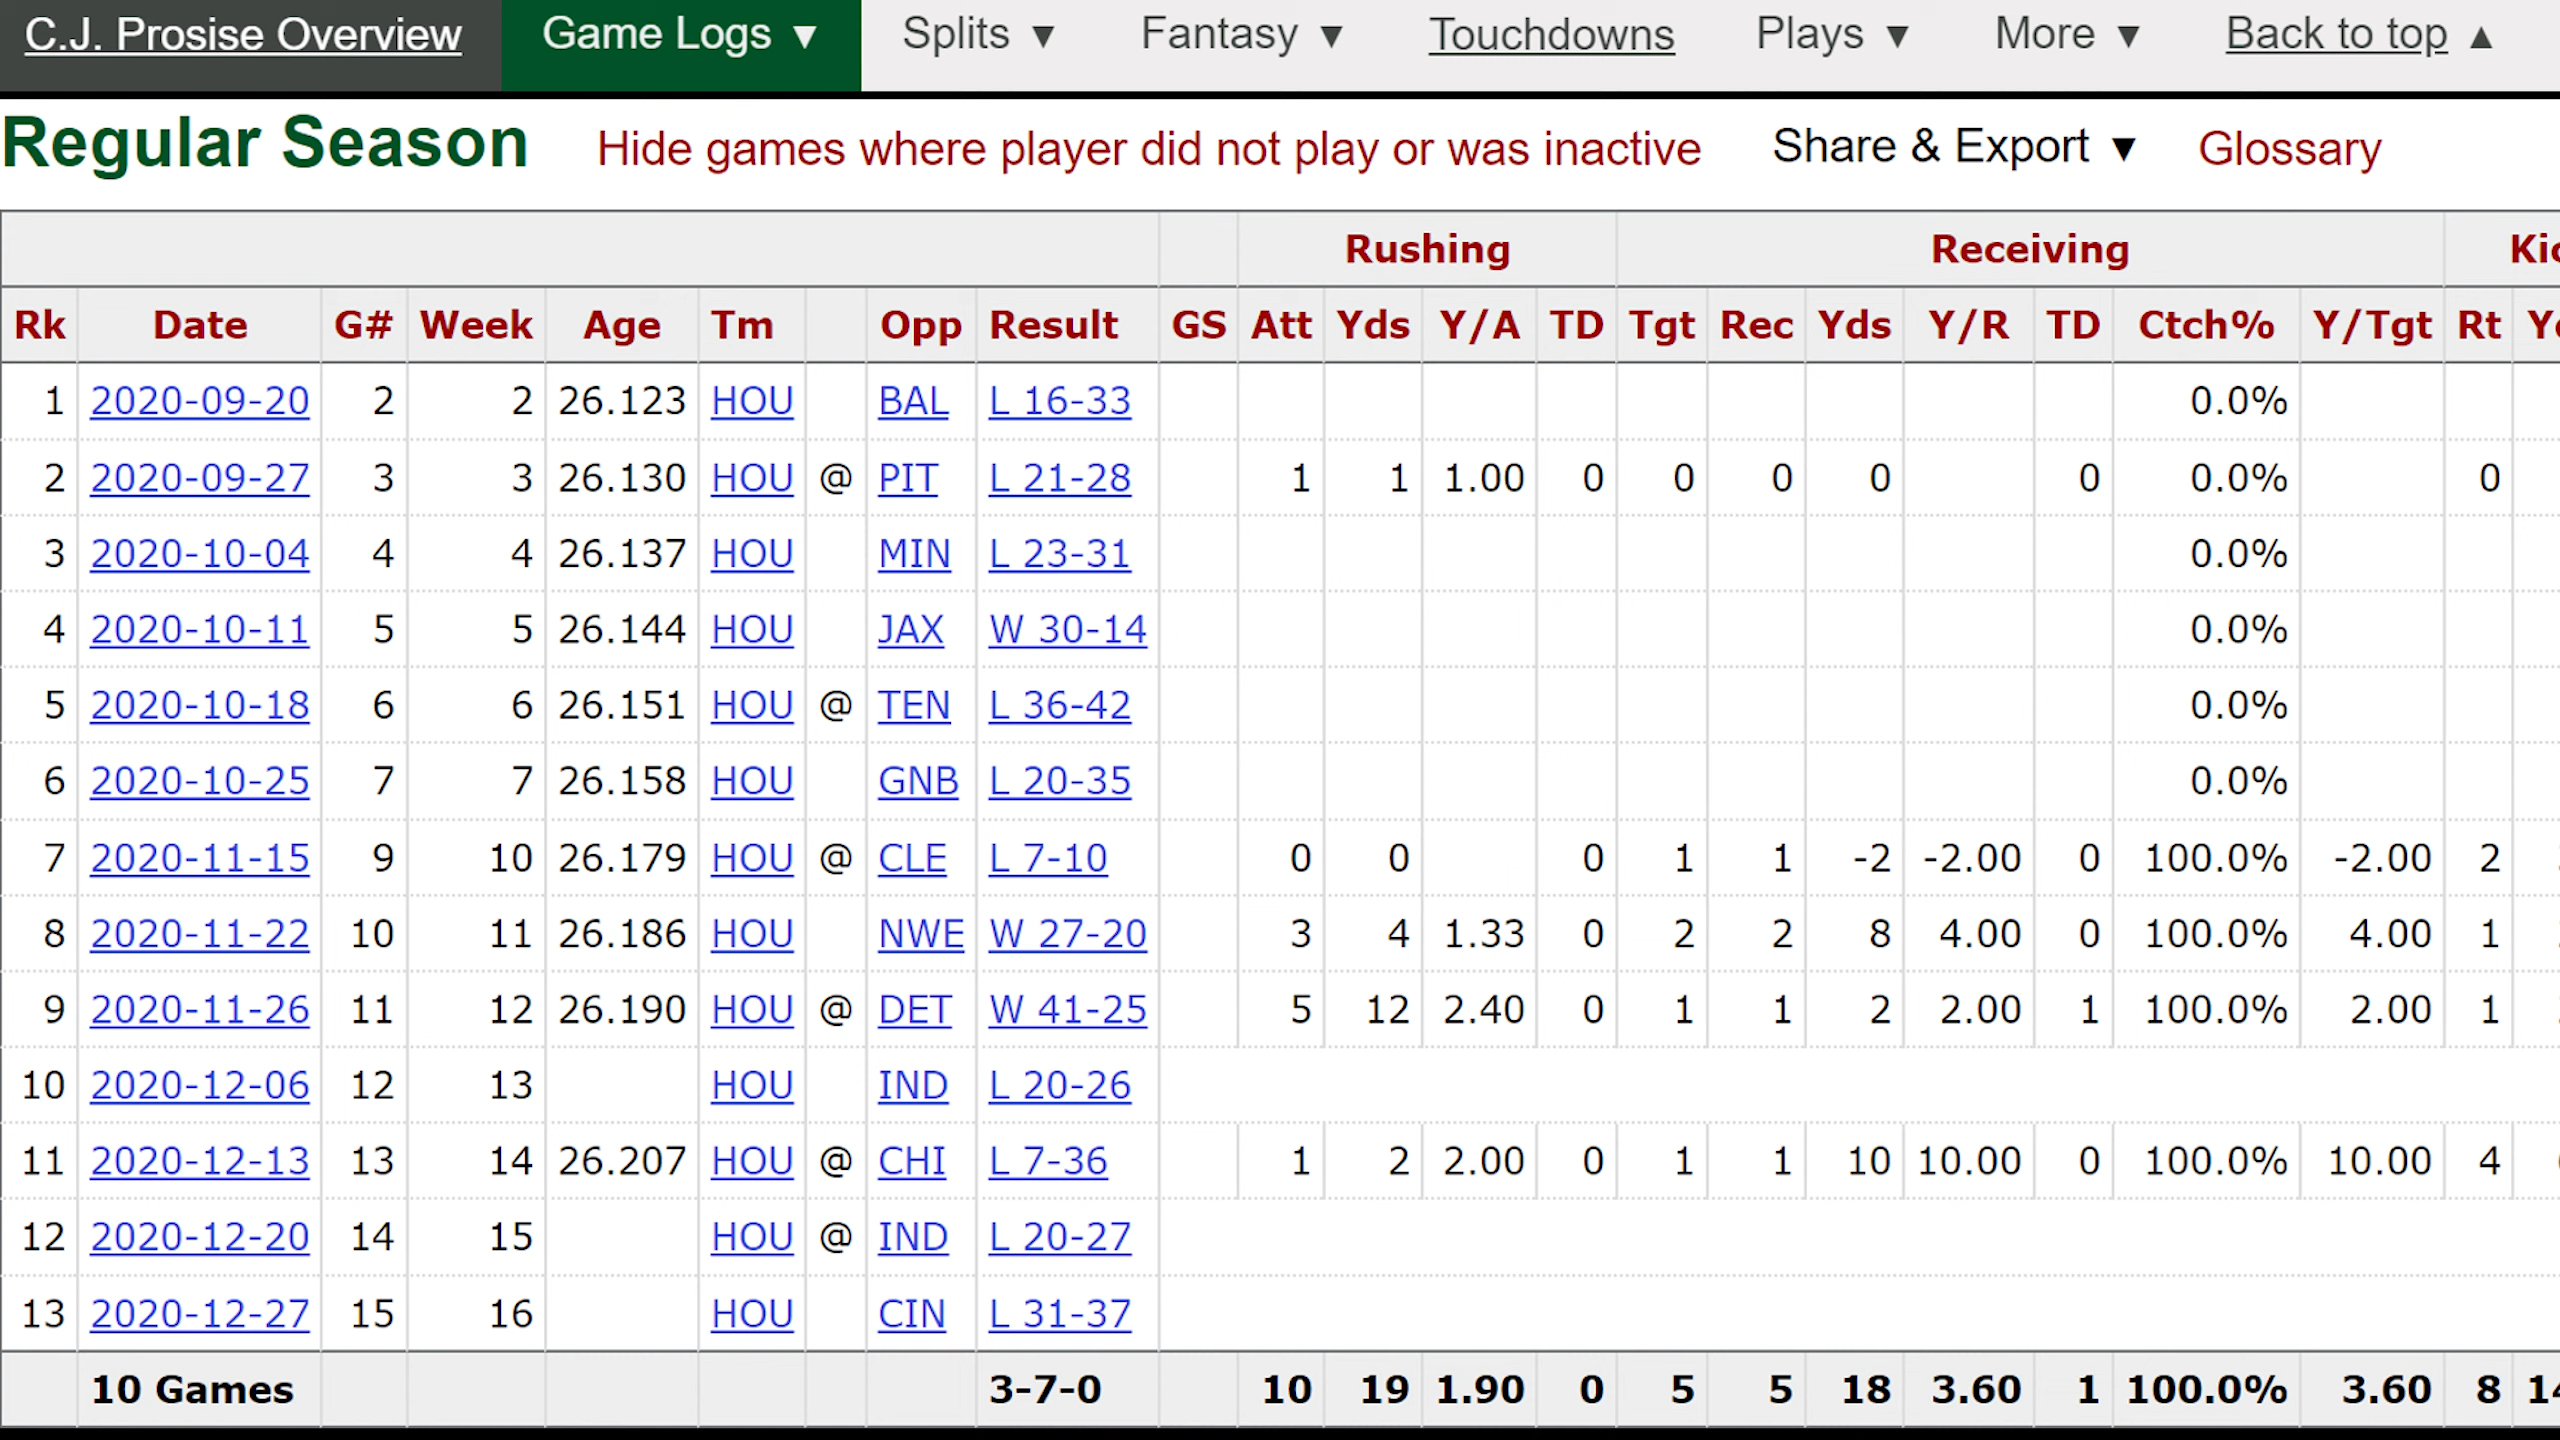 C.J. Prosise Overview Game Logs ▼ Splits ▼ Fantasy ▼ Touchdowns Plays ▼ More ▼ Back to top ▲
Regular Season Hide games where player did not play or was inactive Share & Export ▼ Glossary
Rushing Receiving
Rk Date G# Week Age Tm Opp Result GS Att Yds Y/A TD Tgt Rec Yds Y/R TD Ctch% Y/Tgt Rt
1 2020-09-20 2 2 26.123 HOU BAL L 16-33 0.0%
2 2020-09-27 3 3 26.130 HOU @ PIT L 21-28 1 1 1.00 0 0 0 0 0 0.0% 0
3 2020-10-04 4 4 26.137 HOU MIN L 23-31 0.0%
4 2020-10-11 5 5 26.144 HOU JAX W 30-14 0.0%
5 2020-10-18 6 6 26.151 HOU @ TEN L 36-42 0.0%
6 2020-10-25 7 7 26.158 HOU GNB L 20-35 0.0%
7 2020-11-15 9 10 26.179 HOU @ CLE L 7-10 0 0 0 1 1 -2 -2.00 0 100.0% -2.00 2
8 2020-11-22 10 11 26.186 HOU NWE W 27-20 3 4 1.33 0 2 2 8 4.00 0 100.0% 4.00 1
9 2020-11-26 11 12 26.190 HOU @ DET W 41-25 5 12 2.40 0 1 1 2 2.00 1 100.0% 2.00 1
10 2020-12-06 12 13 HOU IND L 20-26
11 2020-12-13 13 14 26.207 HOU @ CHI L 7-36 1 2 2.00 0 1 1 10 10.00 0 100.0% 10.00 4
12 2020-12-20 14 15 HOU @ IND L 20-27
13 2020-12-27 15 16 HOU CIN L 31-37
10 Games 3-7-0 10 19 1.90 0 5 5 18 3.60 1 100.0% 3.60 8